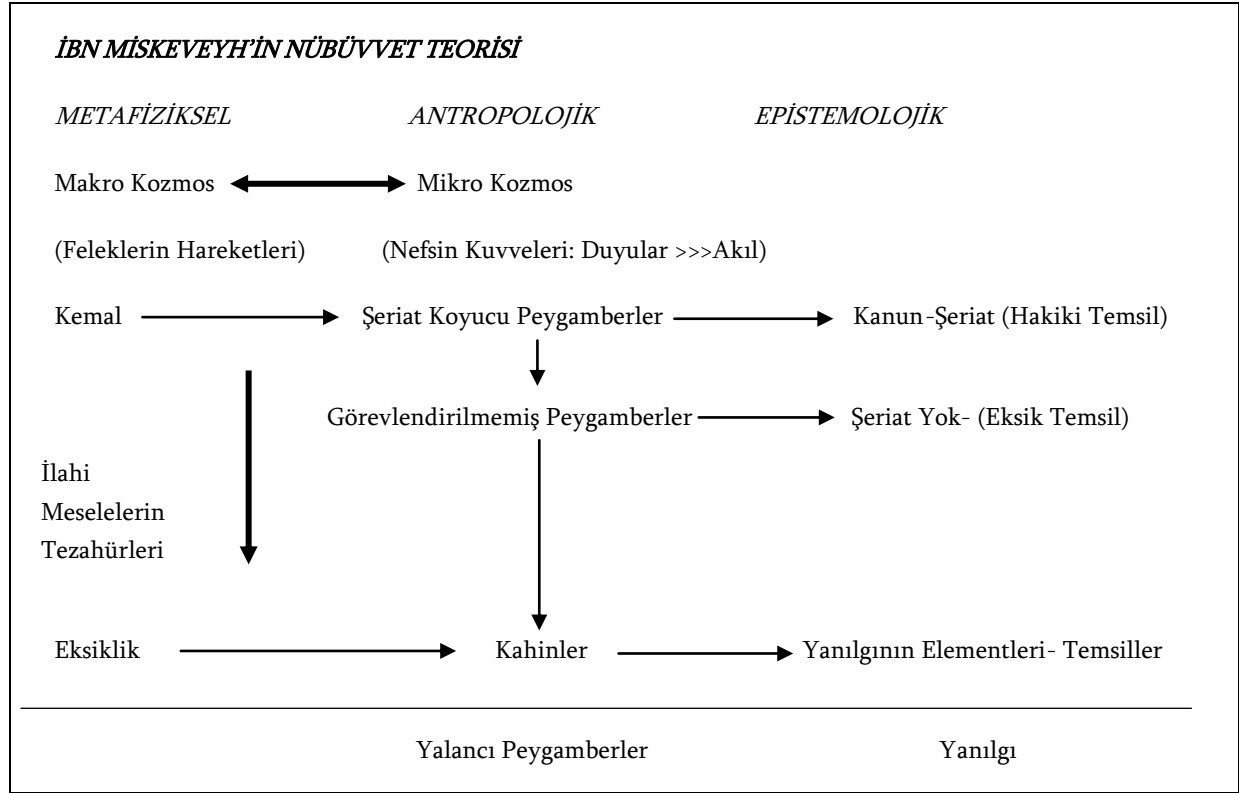 İBN MİSKEVEYH’İN NÜBÜVVET TEORİSİ
METAFİZİKSEL ANTROPOLOJİK EPİSTEMOLOJİK
Makro Kozmos Mikro Kozmos
(Feleklerin Hareketleri) (Nefsin Kuvveleri: Duyular >>>Akıl)
Kemal Şeriat Koyucu Peygamberler Kanun-Şeriat (Hakiki Temsil)
Görevlendirilmemiş Peygamberler Şeriat Yok- (Eksik Temsil)
İlahi
Meselelerin
Tezahürleri
Eksiklik Kahinler Yanılgının Elementleri- Temsiller
Yalancı Peygamberler Yanılgı